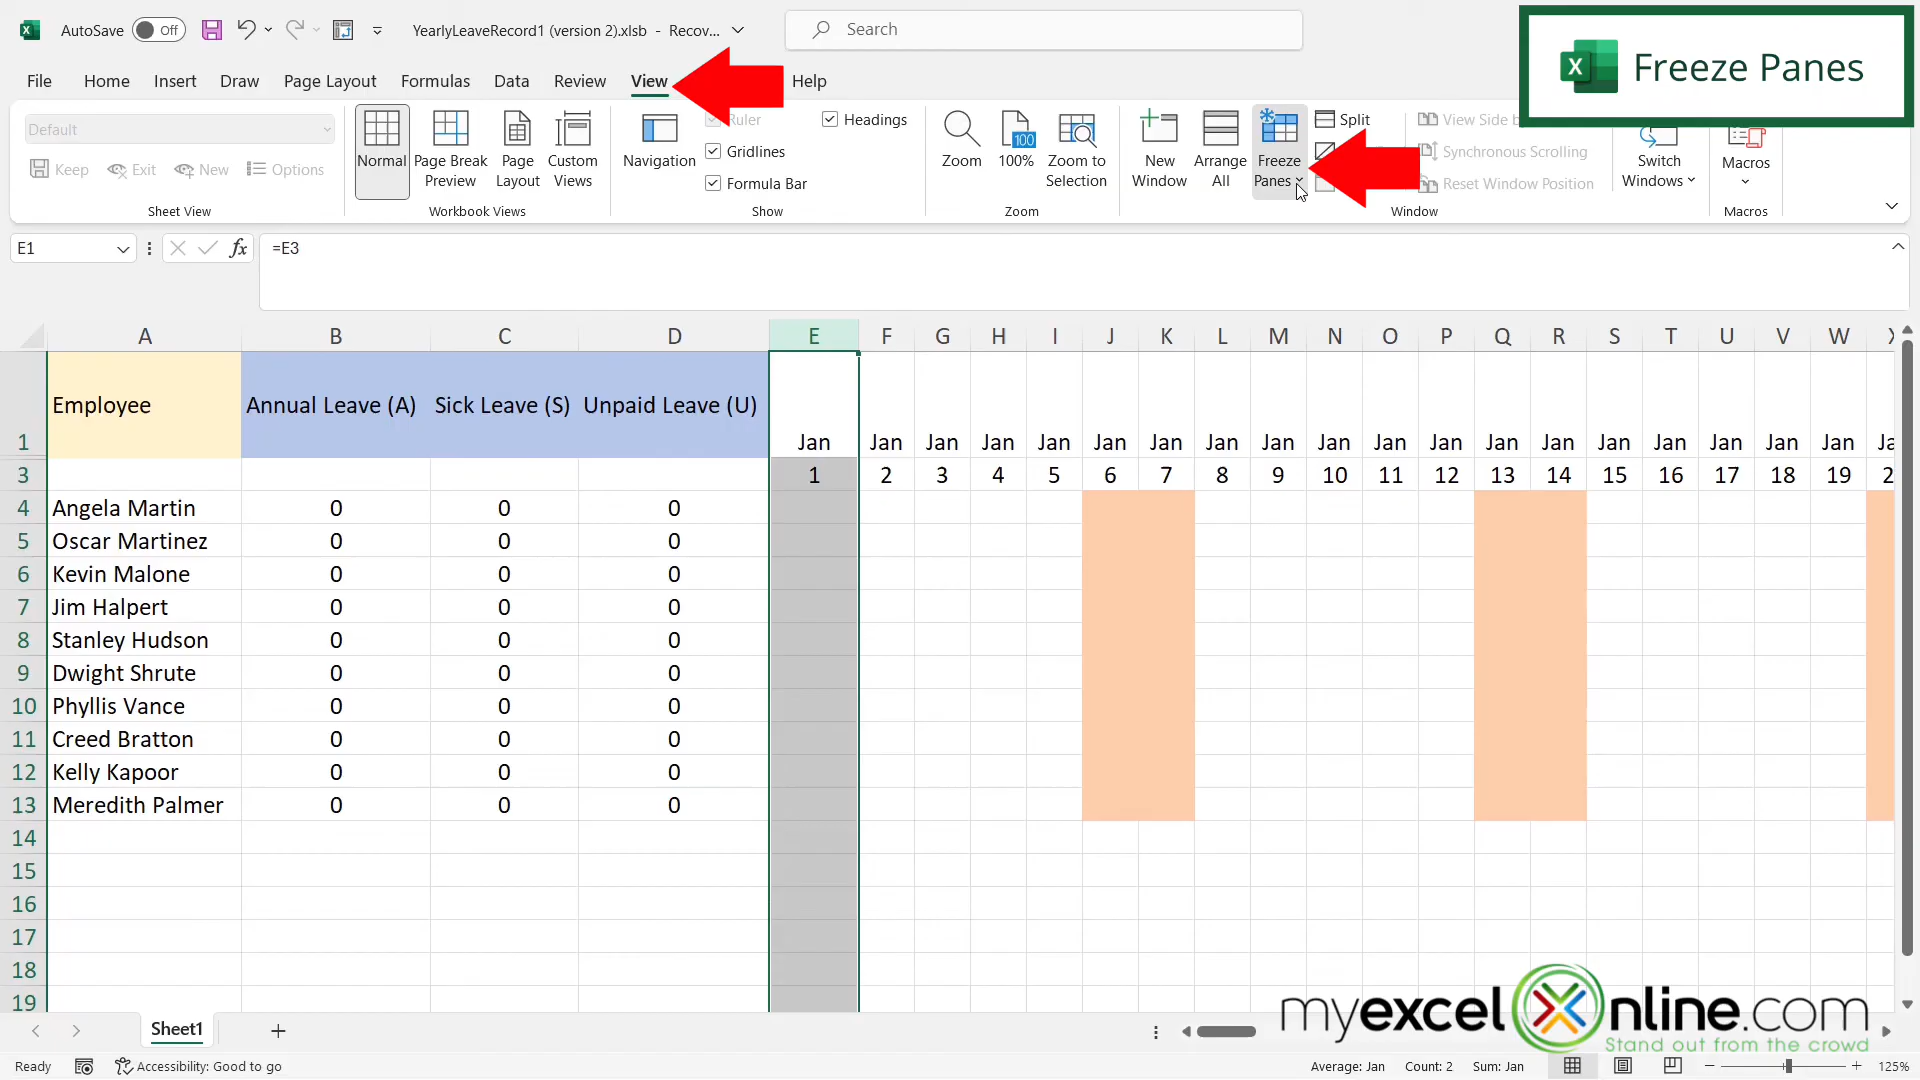 AutoSave Off YearlyLeaveRecord1 (version 2).xlsb - Recov... Search
Freeze Panes
File Home Insert Draw Page Layout Formulas Data Review View Help
Default
Keep Exit New Options
Sheet View
Normal Page Break Preview Page Layout Custom Views
Workbook Views
Navigation
Ruler
Gridlines
Formula Bar
Headings
Show
Zoom 100% Zoom to Selection
Zoom
New Window Arrange All Freeze Panes
Split
View Side b
Synchronous Scrolling
Reset Window Position
Switch Windows
Window
Macros
Macros
E1 fx =E3
A B C D E F G H I J K L M N O P Q R S T U V W X
1 Employee Annual Leave (A) Sick Leave (S) Unpaid Leave (U) Jan Jan Jan Jan Jan Jan Jan Jan Jan Jan Jan Jan Jan Jan Jan Jan Jan Jan Jan Ja
3 1 2 3 4 5 6 7 8 9 10 11 12 13 14 15 16 17 18 19 2
4 Angela Martin 0 0 0
5 Oscar Martinez 0 0 0
6 Kevin Malone 0 0 0
7 Jim Halpert 0 0 0
8 Stanley Hudson 0 0 0
9 Dwight Shrute 0 0 0
10 Phyllis Vance 0 0 0
11 Creed Bratton 0 0 0
12 Kelly Kapoor 0 0 0
13 Meredith Palmer 0 0 0
14
15
16
17
18
19
myexcelonline.com
Stand out from the crowd
Sheet1
Ready Accessibility: Good to go Average: Jan Count: 2 Sum: Jan 125%